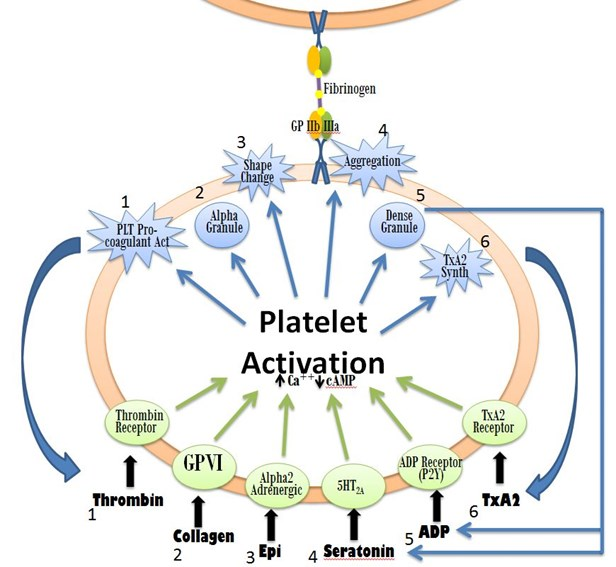 Fibrinogen
GP IIb IIIa
4
Aggregation
3
Shape
Change
2
Alpha
Granule
5
Dense
Granule
1
PLT Pro-
coagulant Act
6
TxA2
Synth
Platelet
Activation
Ca++ cAMP
Thrombin
Receptor
GPVI
Alpha2
Adrenergic
5HT2A
ADP Receptor
(P2Y)
TxA2
Receptor
Thrombin
1
Collagen
2
Epi
3
Seratonin
4
ADP
5
TxA2
6